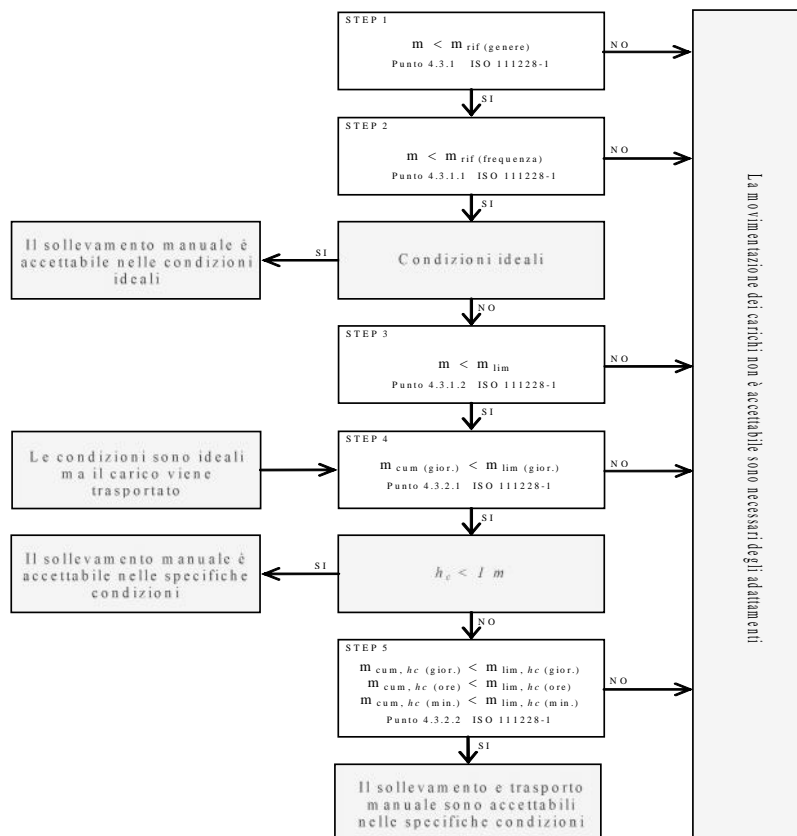 STEP 1
m < m rif (genere)
Punto 4.3.1 ISO 111228-1
NO
SI
STEP 2
m < m rif (frequenza)
Punto 4.3.1.1 ISO 111228-1
NO
SI
Il sollevamento manuale è
accettabile nelle condizioni
ideali
SI
Condizioni ideali
NO
STEP 3
m < m lim
Punto 4.3.1.2 ISO 111228-1
NO
SI
Le condizioni sono ideali
ma il carico viene
trasportato
STEP 4
m cum (gior.) < m lim (gior.)
Punto 4.3.2.1 ISO 111228-1
NO
SI
Il sollevamento manuale è
accettabile nelle specifiche
condizioni
SI
hc < 1 m
NO
STEP 5
m cum, hc (gior.) < m lim, hc (gior.)
m cum, hc (ore) < m lim, hc (ore)
m cum, hc (min.) < m lim, hc (min.)
Punto 4.3.2.2 ISO 111228-1
NO
SI
Il sollevamento e trasporto
manuale sono accettabili
nelle specifiche condizioni
La movimentazione dei carichi non è accettabile sono necessari degli adattamenti